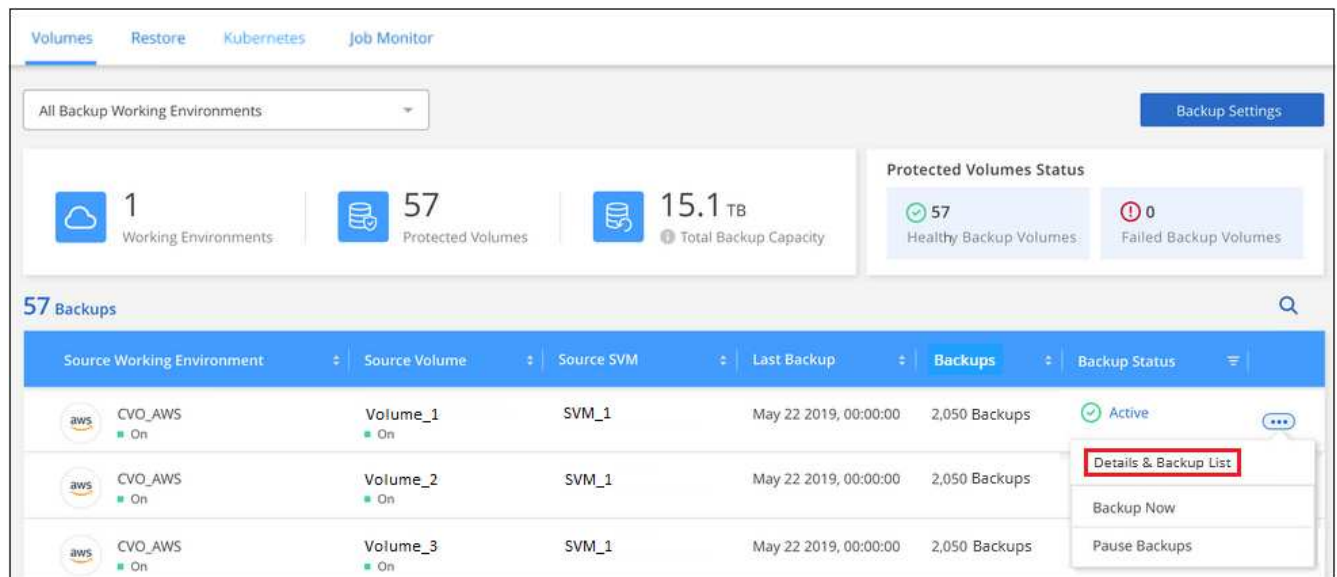 Volumes Restore Kubernetes Job Monitor
All Backup Working Environments
Backup Settings
1
Working Environments
57
Protected Volumes
15.1 TB
Total Backup Capacity
Protected Volumes Status
57
Healthy Backup Volumes
0
Failed Backup Volumes
57 Backups
Source Working Environment Source Volume Source SVM Last Backup Backups Backup Status
aws CVO_AWS Volume_1 SVM_1 May 22 2019, 00:00:00 2,050 Backups Active
On On
Details & Backup List
aws CVO_AWS Volume_2 SVM_1 May 22 2019, 00:00:00 2,050 Backups
On On
Backup Now
aws CVO_AWS Volume_3 SVM_1 May 22 2019, 00:00:00 2,050 Backups
Pause Backups
On On